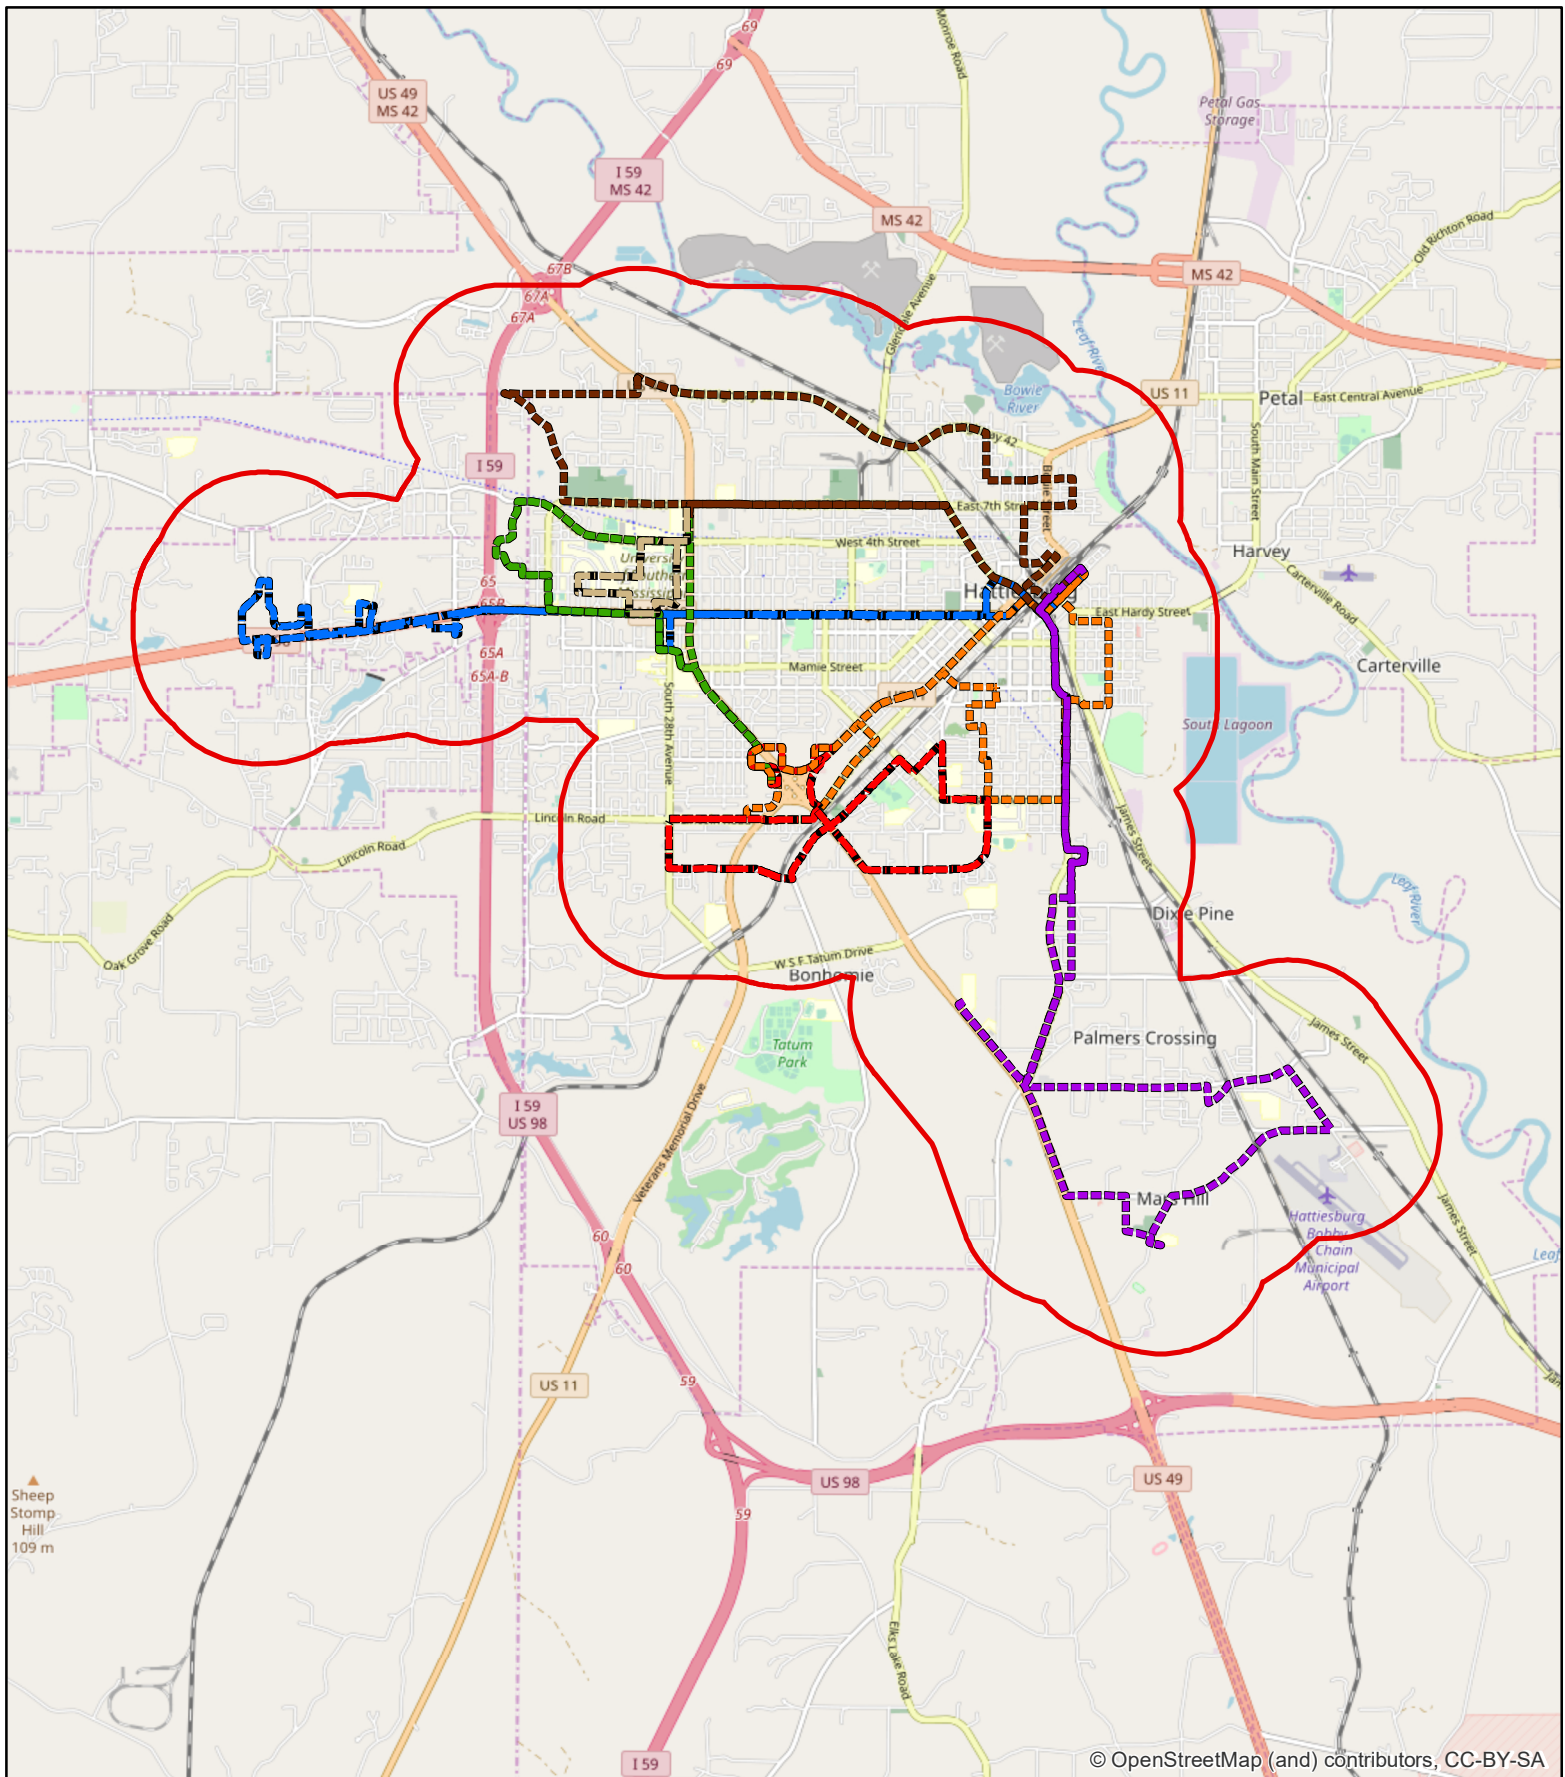 69
69
Monroe Road
US 49
MS 42
Petal Gas
Storage
I 59
MS 42
MS 42
Old Richton Road
67B
MS 42
67A
67A
Glendale Avenue
Leaf River
Bowie
River
US 11
Petal
East Central Avenue
South Main Street
I 59
East 7th
West 4th Street
Harvey
Carterville Road
65
65B
East Hardy Street
65A
65A-B
Mamie Street
Carterville
South 28th Avenue
South Lagoon
Lincoln Road
Lincoln Road
James Street
Leaf River
Oak Grove Road
Dixie Pine
W S F Tatum Drive
Bonhomie
Tatum
Park
Palmers Crossing
James Street
I 59
US 98
Veterans Memorial Drive
Hattiesburg
Bobby
Chain
Municipal
Airport
James Street
Leaf
60
60
59
US 11
US 98
US 49
59
Sheep
Stomp
Hill
109 m
Elks Lake Road
I 59
© OpenStreetMap (and) contributors, CC-BY-SA